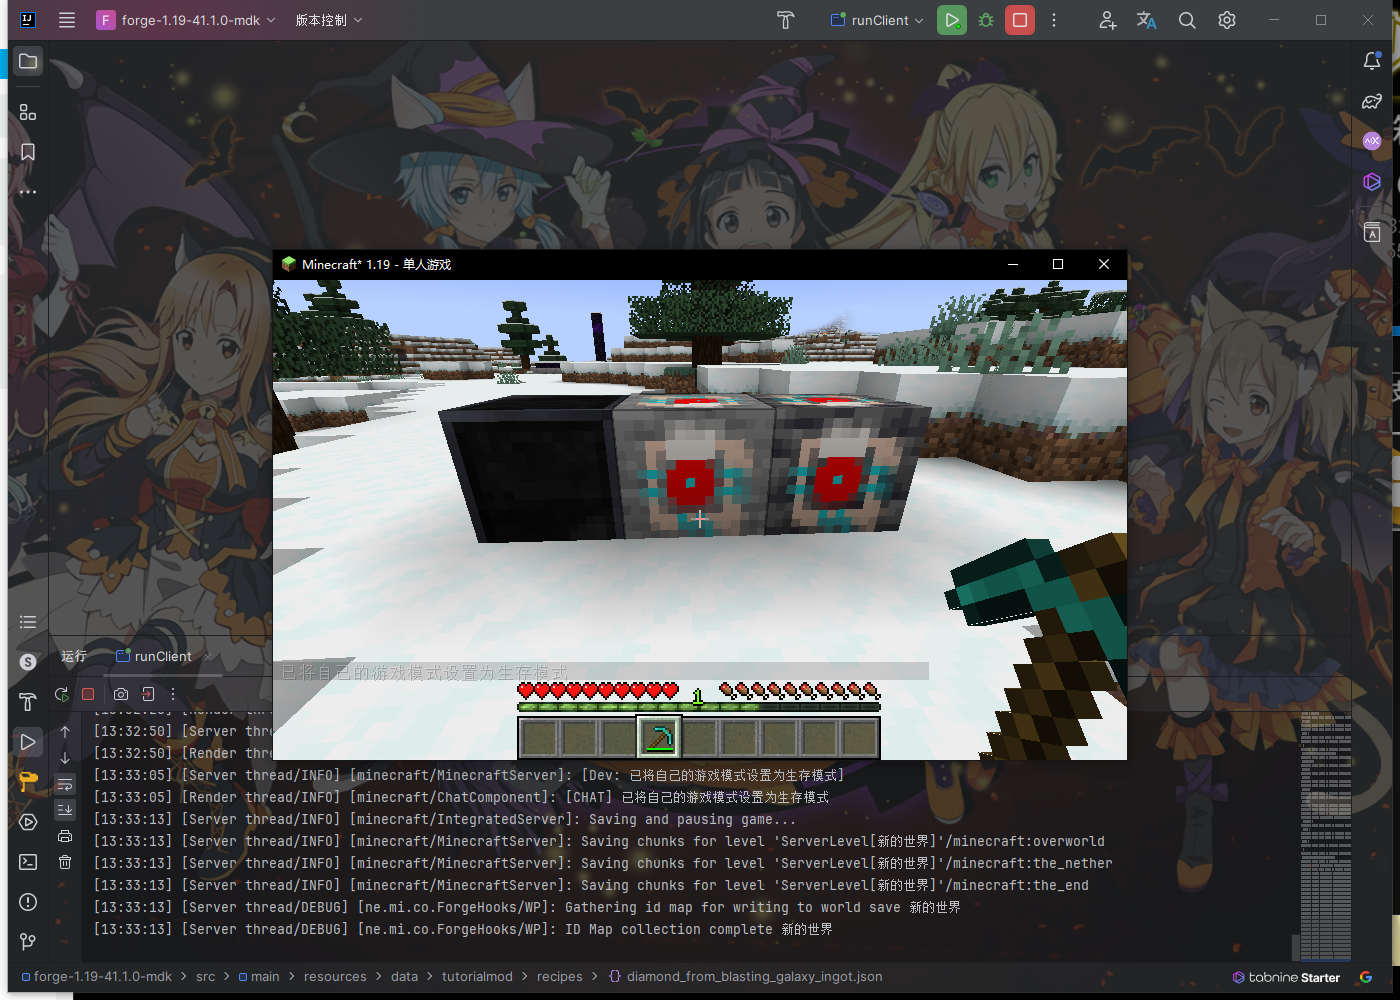 F forge-1.19-41.1.0-mdk 版本控制 runClient
Minecraft* 1.19 - 单人游戏
已将自己的游戏模式设置为生存模式
1
运行 runClient
[13:32:50] [Server thr
[13:32:50] [Render thr
[13:33:05] [Server thread/INFO] [minecraft/MinecraftServer]: [Dev: 已将自己的游戏模式设置为生存模式]
[13:33:05] [Render thread/INFO] [minecraft/ChatComponent]: [CHAT] 已将自己的游戏模式设置为生存模式
[13:33:13] [Server thread/INFO] [minecraft/IntegratedServer]: Saving and pausing game...
[13:33:13] [Server thread/INFO] [minecraft/MinecraftServer]: Saving chunks for level 'ServerLevel[新的世界]'/minecraft:overworld
[13:33:13] [Server thread/INFO] [minecraft/MinecraftServer]: Saving chunks for level 'ServerLevel[新的世界]'/minecraft:the_nether
[13:33:13] [Server thread/INFO] [minecraft/MinecraftServer]: Saving chunks for level 'ServerLevel[新的世界]'/minecraft:the_end
[13:33:13] [Server thread/DEBUG] [ne.mi.co.ForgeHooks/WP]: Gathering id map for writing to world save 新的世界
[13:33:13] [Server thread/DEBUG] [ne.mi.co.ForgeHooks/WP]: ID Map collection complete 新的世界
forge-1.19-41.1.0-mdk > src > main > resources > data > tutorialmod > recipes > {} diamond_from_blasting_galaxy_ingot.json tabnine Starter